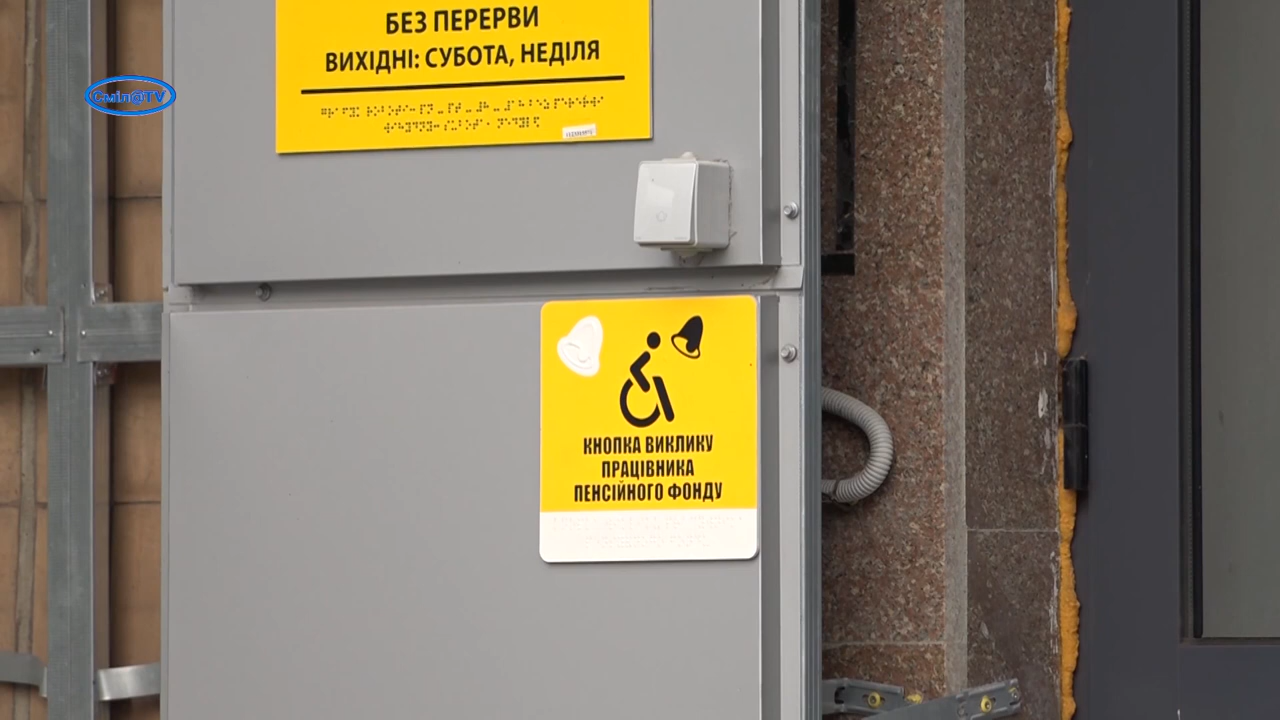 БЕЗ ПЕРЕРВИ
ВИХІДНІ: СУБОТА, НЕДІЛЯ
Сміл@TV
КНОПКА ВИКЛИКУ
ПРАЦІВНИКА
ПЕНСІЙНОГО ФОНДУ